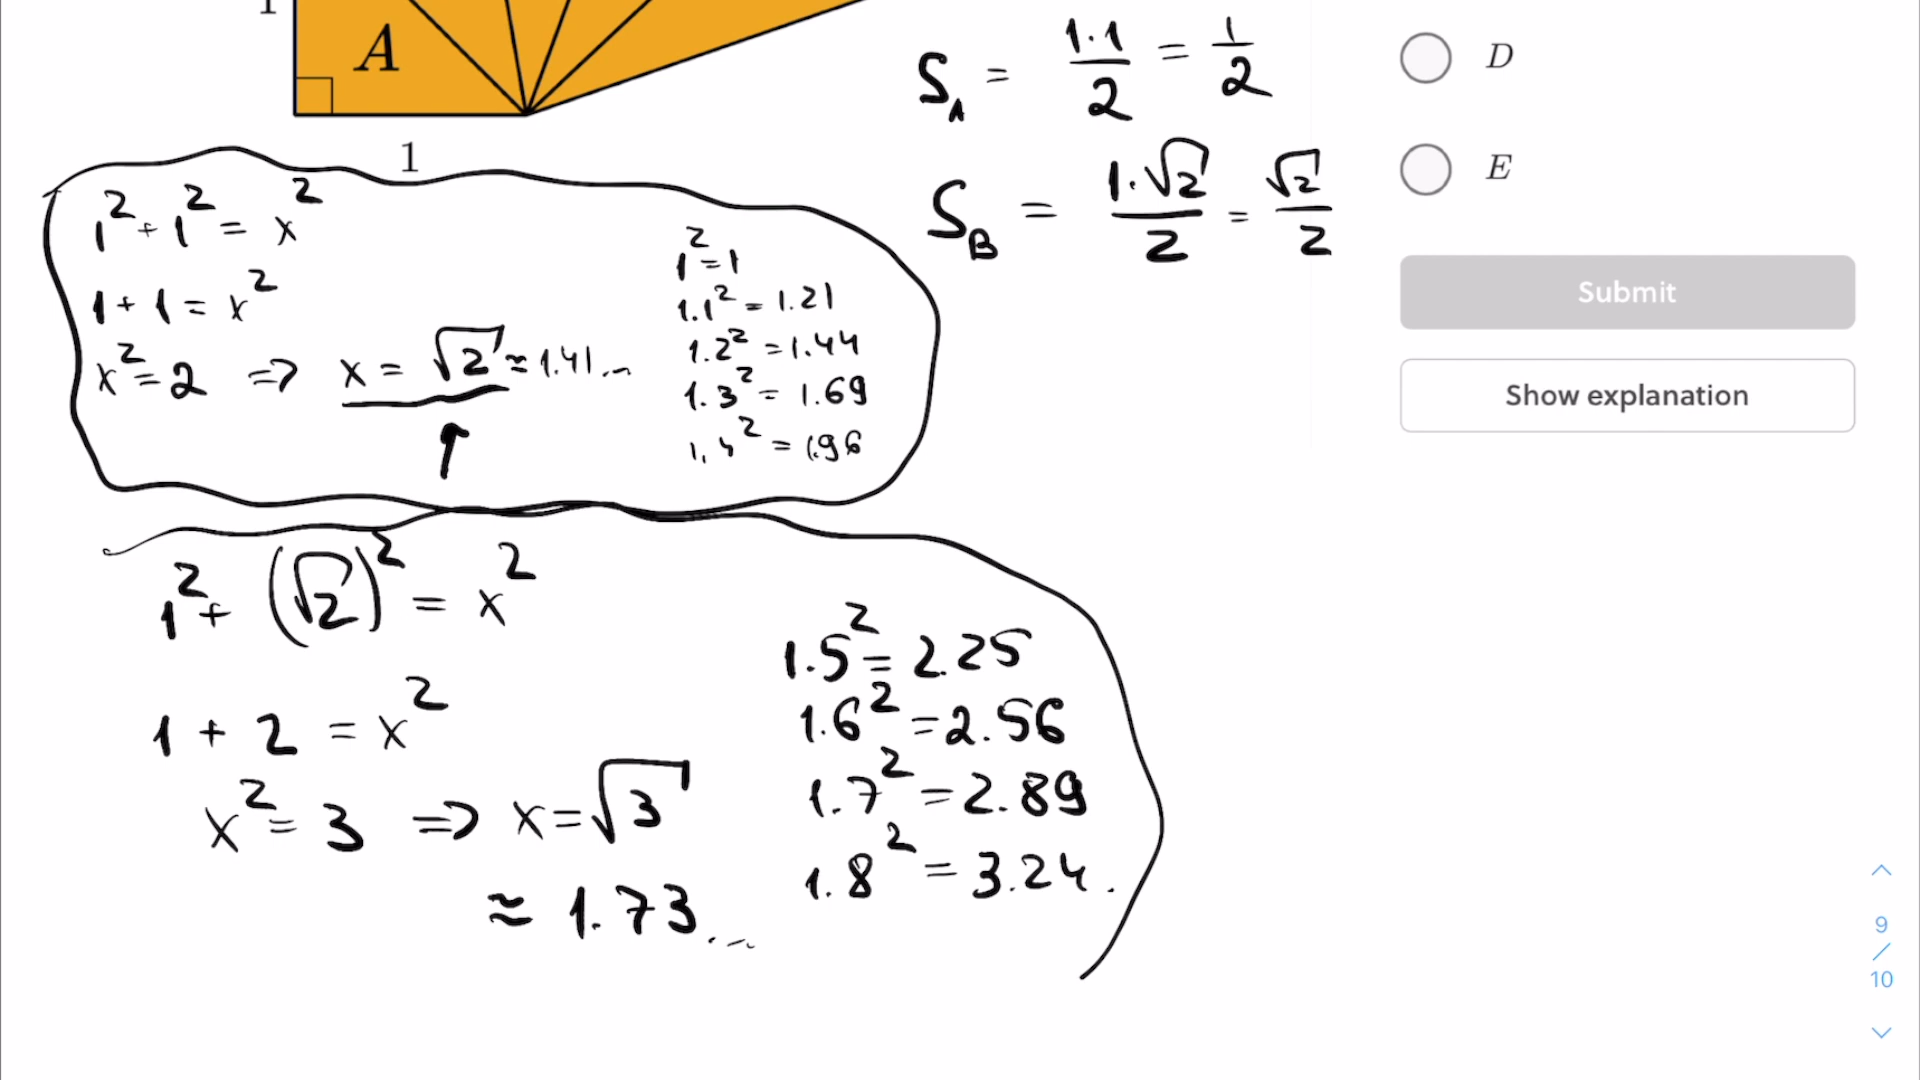 1
A
1
S_A = 1·1/2 = 1/2
S_B = 1·√2/2 = √2/2
D
E
Submit
Show explanation
1² + 1² = x²
1 + 1 = x²
x² = 2 => x = √2 ≈ 1.41...
1² = 1
1.1² = 1.21
1.2² = 1.44
1.3² = 1.69
1.4² = 1.96
1² + (√2)² = x²
1 + 2 = x²
x² = 3 => x = √3
≈ 1.73...
1.5² = 2.25
1.6² = 2.56
1.7² = 2.89
1.8² = 3.24.
9
/
10